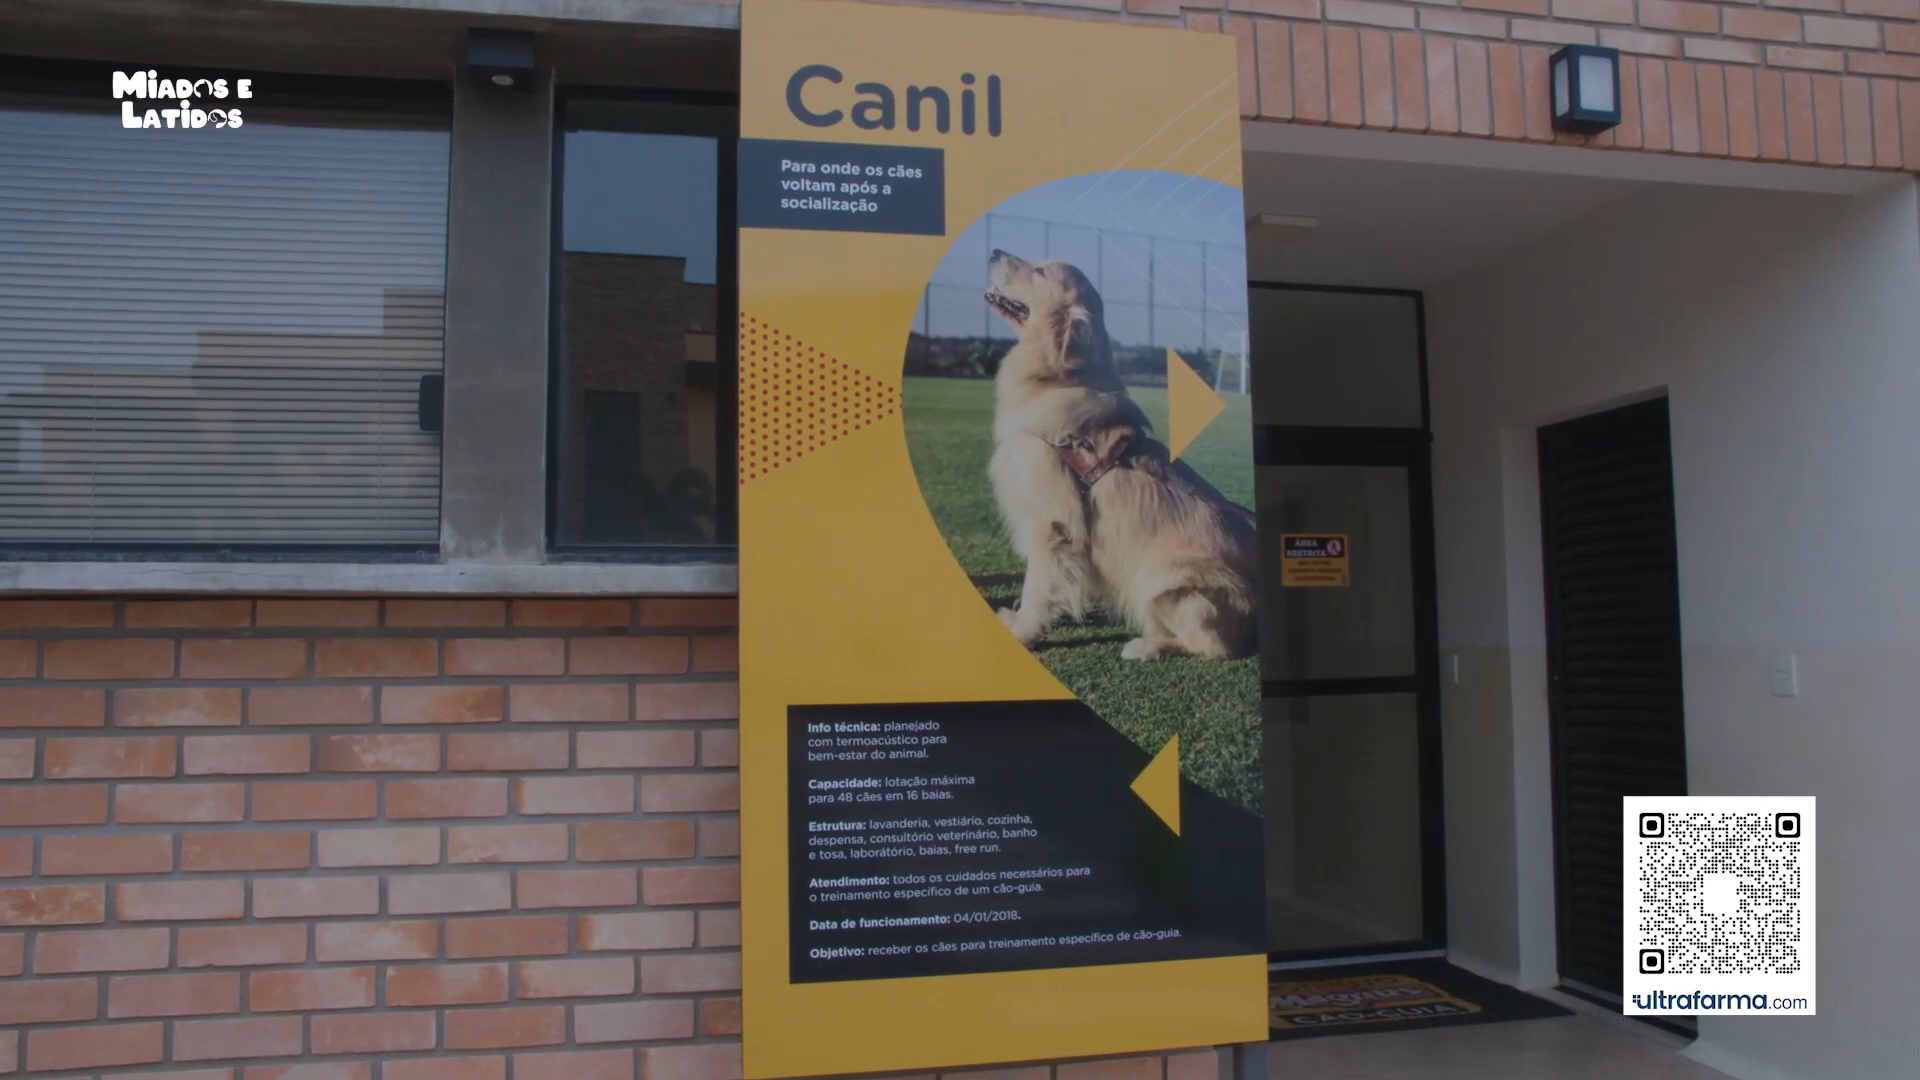 MIADOS E
LATIDOS
Canil
Para onde os cães
voltam após a
socialização
Info técnica: planejado
com termoacústico para
bem-estar do animal.
Capacidade: lotação máxima
para 48 cães em 16 baias.
Estrutura: lavanderia, vestiário, cozinha,
despensa, consultório veterinário, banho
e tosa, laborátório, baias, free run.
Atendimento: todos os cuidados necessários para
o treinamento específico de um cão-guia.
Data de funcionamento: 04/01/2018.
Objetivo: receber os cães para treinamento específico de cão-guia.
ÁREA
RESTRITA
CÃO-GUIA
ultrafarma.com